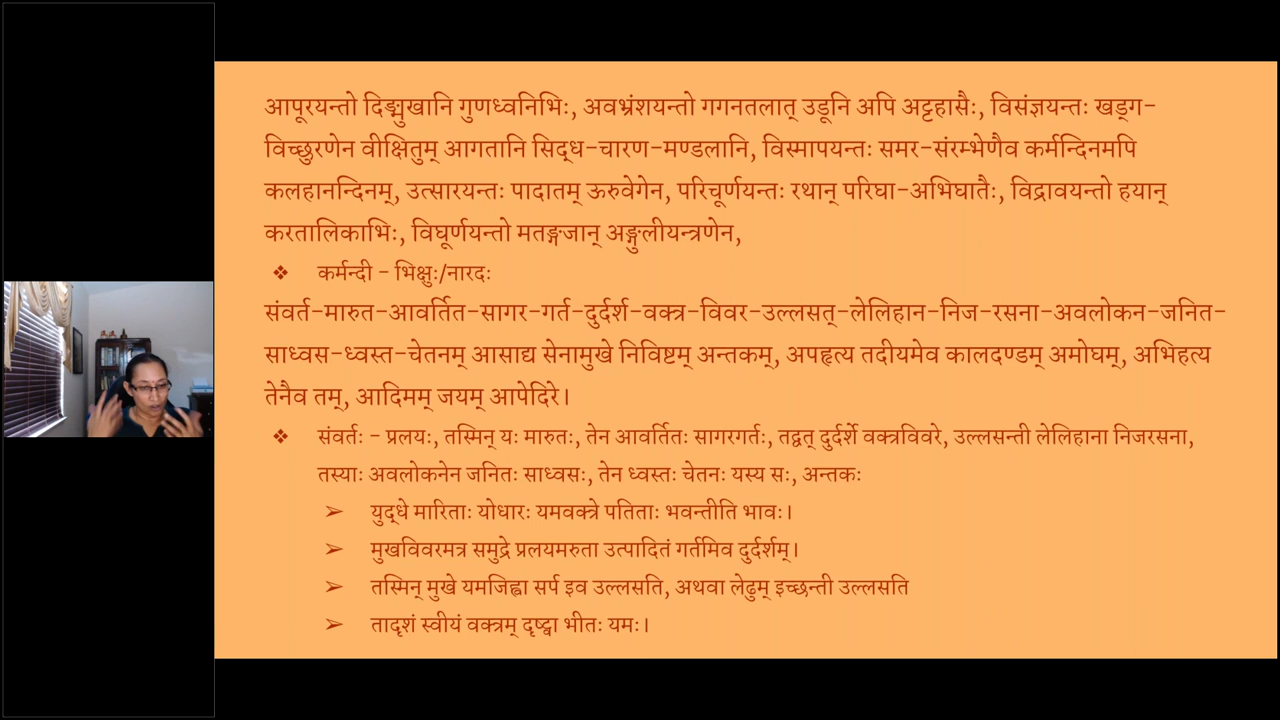 आपूरयन्तो दिङ्मुखानि गुणध्वनिभिः, अवभ्रंशयन्तो गगनतलात् उडूनि अपि अट्टहासैः, विसंज्ञयन्तः खड्ग-
विच्छुरणेन वीक्षितुम् आगतानि सिद्ध-चारण-मण्डलानि, विस्मापयन्तः समर-संरम्भेणैव कर्मन्दिनमपि
कलहानन्दिनम्, उत्सारयन्तः पादातम् ऊरुवेगेन, परिचूर्णयन्तः रथान् परिघा-अभिघातैः, विद्रावयन्तो हयान्
करतालिकाभिः, विघूर्णयन्तो मतङ्गजान् अङ्गुलीयन्त्रणेन,
❖ कर्मन्दी - भिक्षुः/नारदः
संवर्त-मारुत-आवर्तित-सागर-गर्त-दुर्दर्श-वक्त्र-विवर-उल्लसत्-लेलिहान-निज-रसना-अवलोकन-जनित-
साध्वस-ध्वस्त-चेतनम् आसाद्य सेनामुखे निविष्टम् अन्तकम्, अपहृत्य तदीयमेव कालदण्डम् अमोघम्, अभिहत्य
तेनैव तम्, आदिमम् जयम् आपेदिरे।
❖ संवर्तः - प्रलयः, तस्मिन् यः मारुतः, तेन आवर्तितः सागरगर्तः, तद्वत् दुर्दर्शे वक्त्रविवरे, उल्लसन्ती लेलिहाना निजरसना,
तस्याः अवलोकनेन जनितः साध्वसः, तेन ध्वस्तः चेतनः यस्य सः, अन्तकः
➢ युद्धे मारिताः योधारः यमवक्त्रे पतिताः भवन्तीति भावः।
➢ मुखविवरमत्र समुद्रे प्रलयमरुता उत्पादितं गर्तमिव दुर्दर्शम्।
➢ तस्मिन् मुखे यमजिह्वा सर्प इव उल्लसति, अथवा लेढुम् इच्छन्ती उल्लसति
➢ तादृशं स्वीयं वक्त्रम् दृष्ट्वा भीतः यमः।